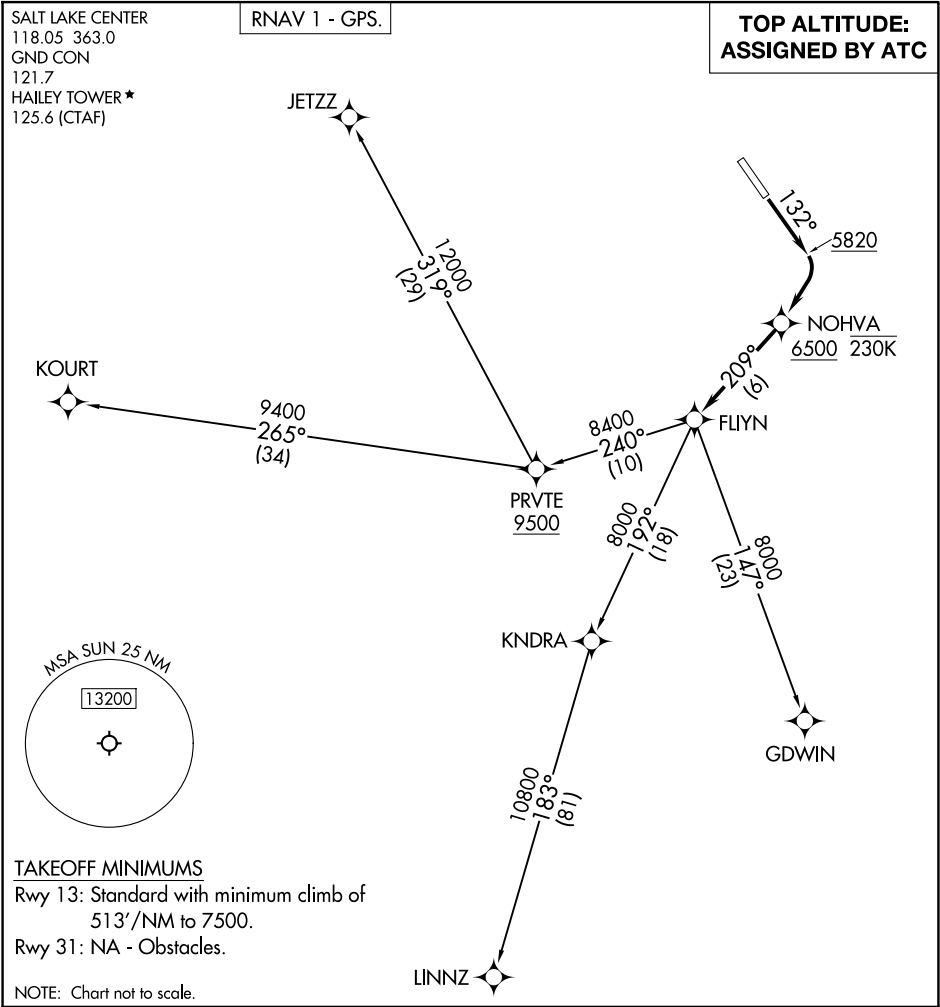 SALT LAKE CENTER
118.05 363.0
GND CON
121.7
HAILEY TOWER★
125.6 (CTAF)
RNAV 1 - GPS.
TOP ALTITUDE:
ASSIGNED BY ATC
JETZZ
132°
5820
12000
319°
(29)
NOHVA
6500 230K
209°
(6)
KOURT
9400
265°
(34)
8400
240°
(10)
FLIYN
PRVTE
9500
8000
192°
(18)
8000
147°
(23)
KNDRA
GDWIN
MSA SUN 25 NM
13200
10800
183°
(81)
TAKEOFF MINIMUMS
Rwy 13: Standard with minimum climb of
513'/NM to 7500.
Rwy 31: NA - Obstacles.
LINNZ
NOTE: Chart not to scale.